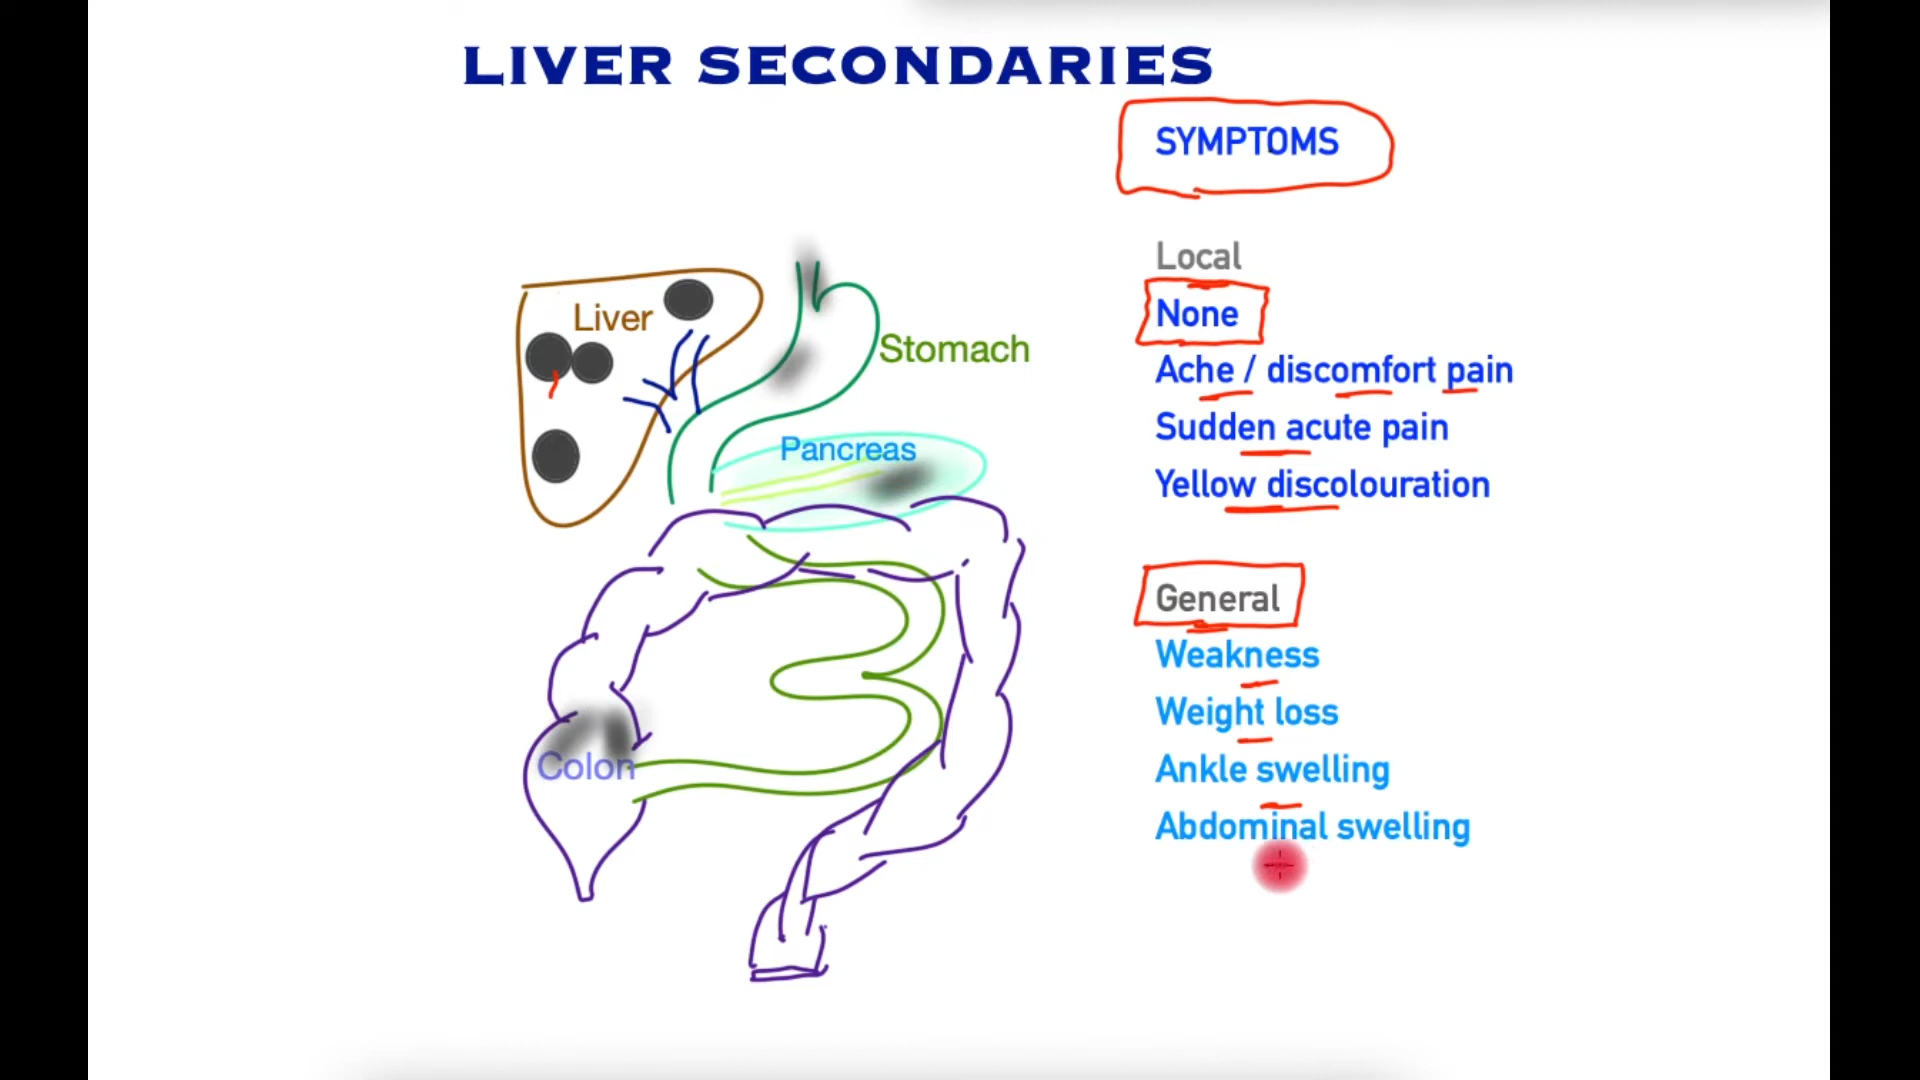 LIVER SECONDARIES
SYMPTOMS
Local
None
Ache / discomfort pain
Sudden acute pain
Yellow discolouration
General
Weakness
Weight loss
Ankle swelling
Abdominal swelling
Liver
Stomach
Pancreas
Colon